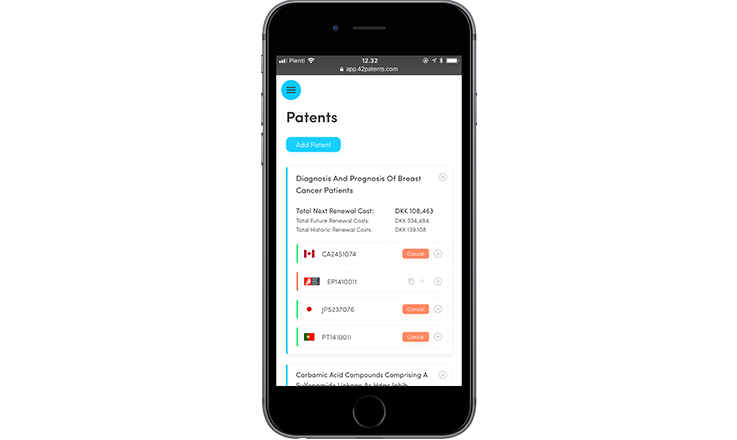 Plenti 12.32
app.42patents.com
Patents
Add Patent
Diagnosis And Prognosis Of Breast
Cancer Patients
Total Next Renewal Cost: DKK 108,463
Total Future Renewal Costs: DKK 334,484
Total Historic Renewal Costs: DKK 139,108
CA2451074 Cancel
EP1410011
JP5237076 Cancel
PT1410011 Cancel
Carbamic Acid Compounds Comprising A
Sulfonamide Linkage As Hdac Inhib